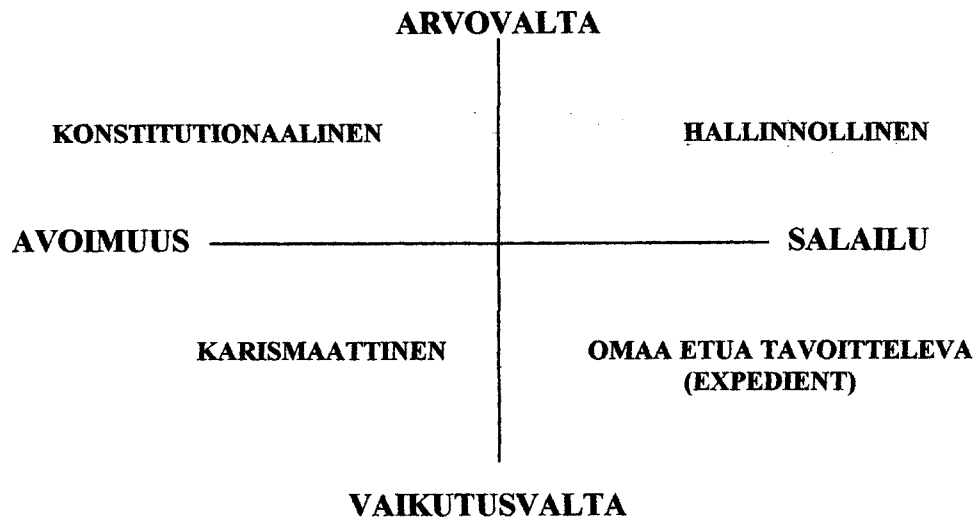 ARVOVALTA
KONSTITUTIONAALINEN HALLINNOLLINEN
AVOIMUUS SALAILU
KARISMAATTINEN OMAA ETUA TAVOITTELEVA
(EXPEDIENT)
VAIKUTUSVALTA